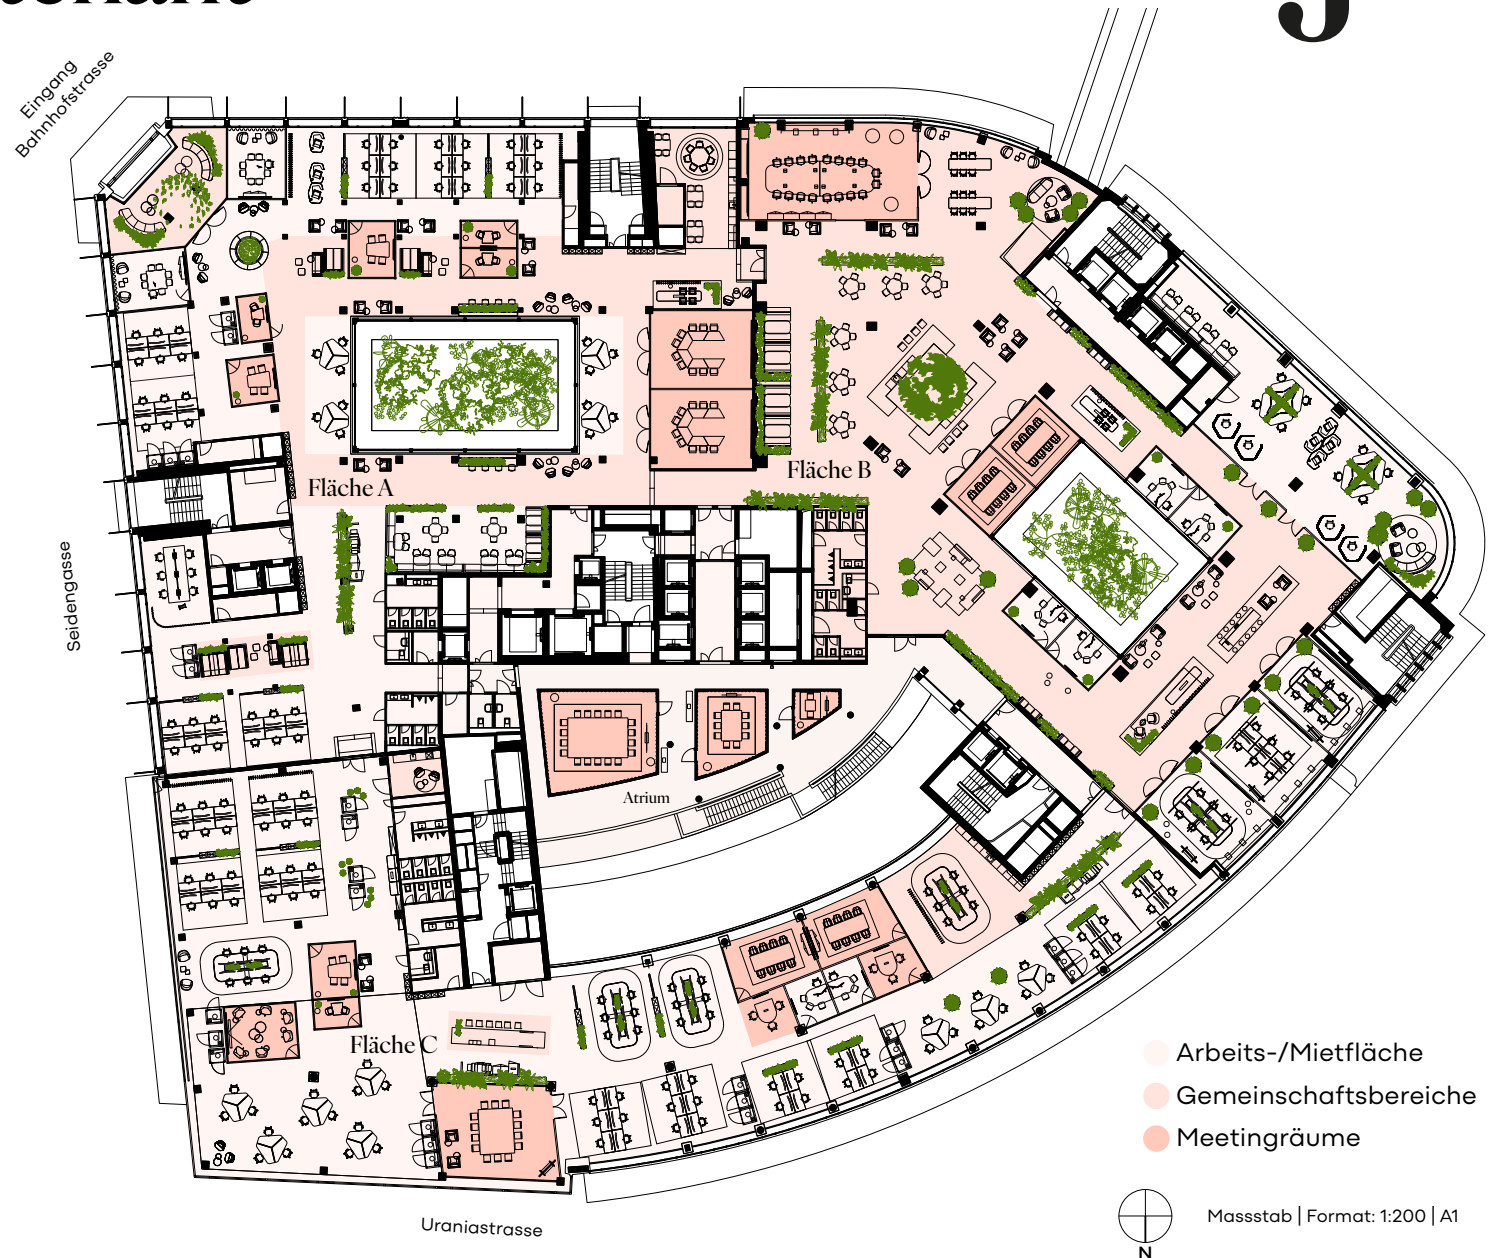 Eingang
Bahnhofstrasse
Fläche A
Fläche B
Seidengasse
Atrium
Fläche C
Arbeits-/Mietfläche
Gemeinschaftsbereiche
Meetingräume
Uraniastrasse
Massstab | Format: 1:200 | A1
N